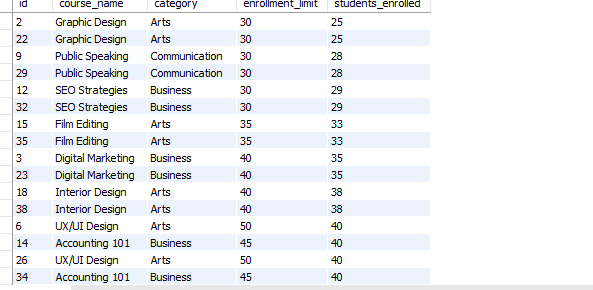 id course_name category enrollment_limit students_enrolled
2 Graphic Design Arts 30 25
22 Graphic Design Arts 30 25
9 Public Speaking Communication 30 28
29 Public Speaking Communication 30 28
12 SEO Strategies Business 30 29
32 SEO Strategies Business 30 29
15 Film Editing Arts 35 33
35 Film Editing Arts 35 33
3 Digital Marketing Business 40 35
23 Digital Marketing Business 40 35
18 Interior Design Arts 40 38
38 Interior Design Arts 40 38
6 UX/UI Design Arts 50 40
14 Accounting 101 Business 45 40
26 UX/UI Design Arts 50 40
34 Accounting 101 Business 45 40